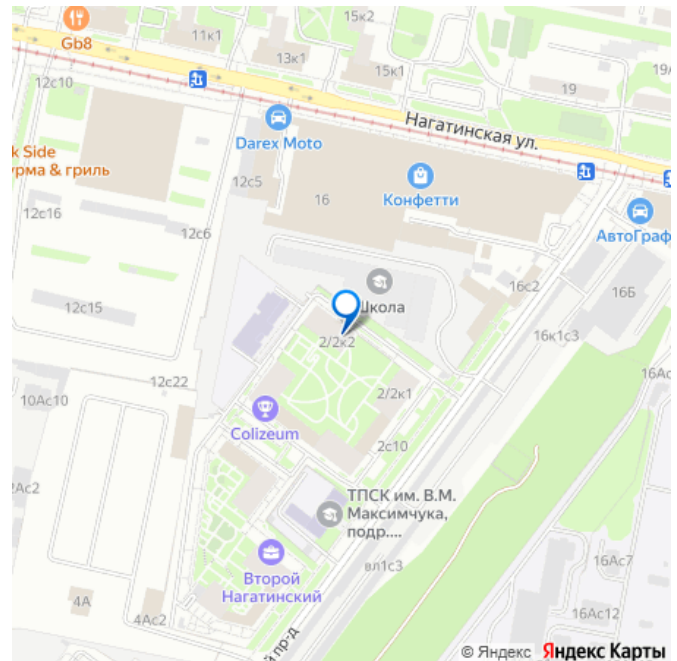 15к2
11к1
Gb8
13к1
15к1
19
19А
12с10
Нагатинская ул.
Darex Moto
k Side
урма & гриль
12с5
16
Конфетти
12с16
12с6
АвтоГраф
16с2
16Б
Школа
12с15
2/2к2
16к1с3
12с22
16Ас
10Ас10
2/2к1
Colizeum
2с10
2Ас2
ТПСК им. В.М.
Максимчука,
подр....
Второй
Нагатинский
вл1с3
16Ас7
4А
4Ас2
16Ас12
й пр-д
© Яндекс Яндекс Карты